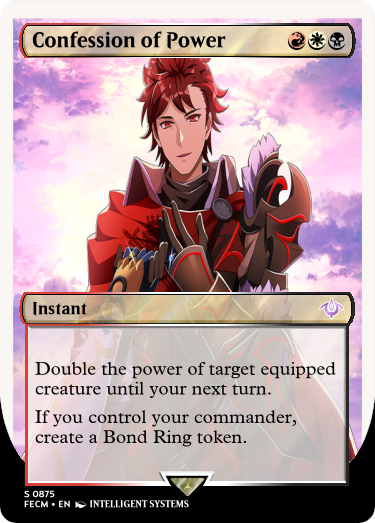 Confession of Power
Instant
Double the power of target equipped
creature until your next turn.
If you control your commander,
create a Bond Ring token.
S 0875
FECM • EN INTELLIGENT SYSTEMS